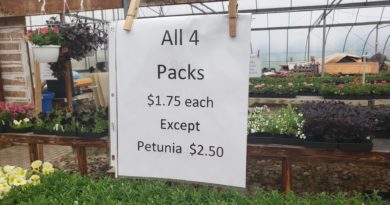 All 4
Packs
$1.75 each
Except
Petunia $2.50